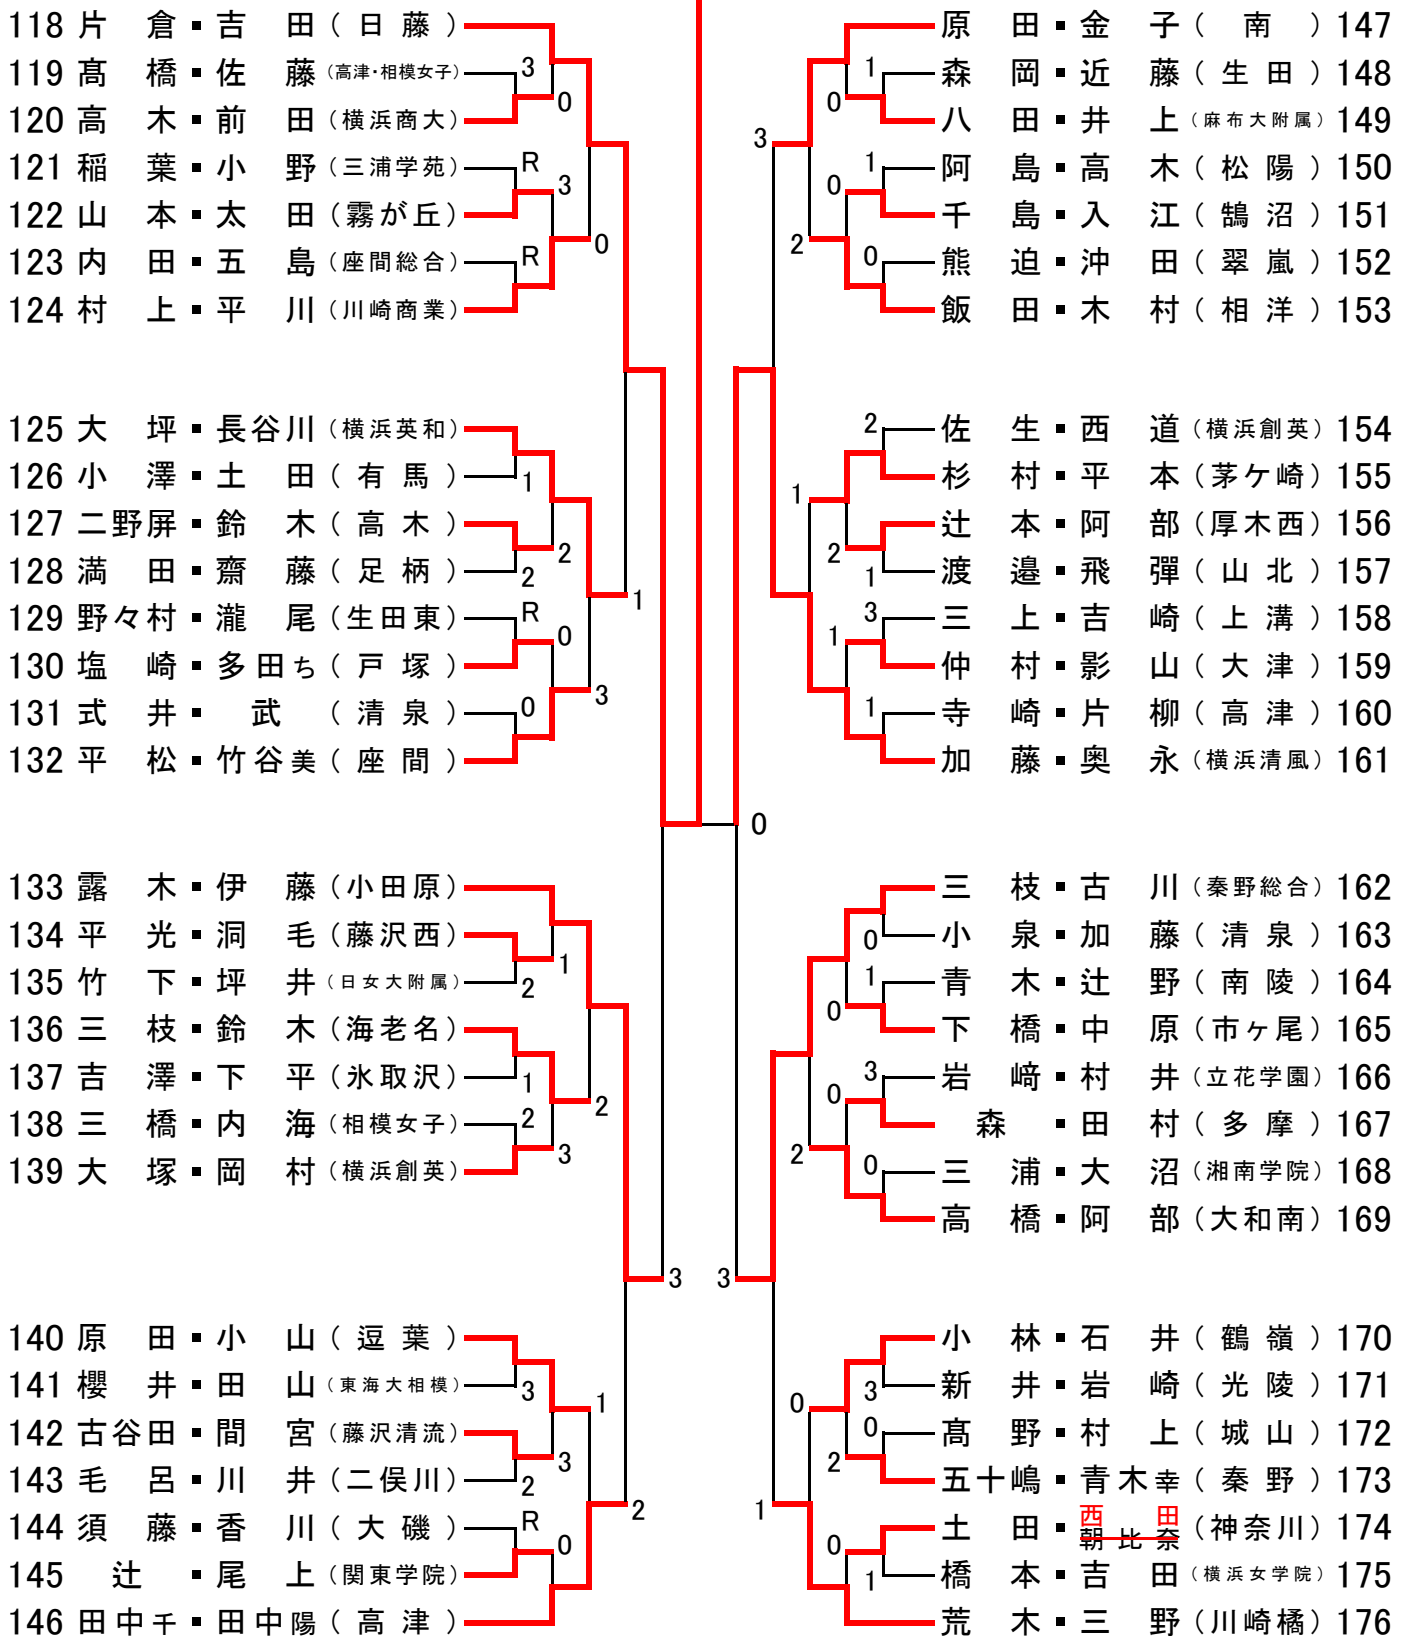 118 片 倉・吉 田 (日 藤)
119 髙 橋・佐 藤 (高津・相模女子)
3
120 高 木・前 田 (横浜商大)
0
121 稲 葉・小 野 (三浦学苑)
R
3
122 山 本・太 田 (霧が丘)
0
123 内 田・五 島 (座間総合)
R
124 村 上・平 川 (川崎商業)
125 大 坪・長谷川 (横浜英和)
126 小 澤・土 田 (有 馬)
1
127 二野屏・鈴 木 (高 木)
2
128 満 田・齋 藤 (足 柄)
2
1
129 野々村・瀧 尾 (生田東)
R
0
130 塩 崎・多田ち (戸 塚)
3
131 式 井・ 武 (清 泉)
0
132 平 松・竹谷美 (座 間)
133 露 木・伊 藤 (小田原)
134 平 光・洞 毛 (藤沢西)
1
135 竹 下・坪 井 (日女大附属)
2
136 三 枝・鈴 木 (海老名)
137 吉 澤・下 平 (氷取沢)
1
2
138 三 橋・内 海 (相模女子)
2
3
139 大 塚・岡 村 (横浜創英)
3
140 原 田・小 山 (逗 葉)
141 櫻 井・田 山 (東海大相模)
3
1
142 古谷田・間 宮 (藤沢清流)
3
143 毛 呂・川 井 (二俣川)
2
2
144 須 藤・香 川 (大 磯)
R
0
145 辻 ・尾 上 (関東学院)
146 田中千・田中陽 (高 津)
0
原 田・金 子 (南) 147
1
森 岡・近 藤 (生 田) 148
0
八 田・井 上 (麻布大附属) 149
3
1
阿 島・高 木 (松 陽) 150
0
千 島・入 江 (鵠 沼) 151
2
0
熊 迫・沖 田 (翠 嵐) 152
飯 田・木 村 (相 洋) 153
2
佐 生・西 道 (横浜創英) 154
杉 村・平 本 (茅ケ崎) 155
1
辻 本・阿 部 (厚木西) 156
2
1
渡 邉・飛 彈 (山 北) 157
3
三 上・吉 崎 (上 溝) 158
1
仲 村・影 山 (大 津) 159
1
寺 崎・片 柳 (高 津) 160
加 藤・奥 永 (横浜清風) 161
三 枝・古 川 (秦野総合) 162
0
小 泉・加 藤 (清 泉) 163
1
青 木・辻 野 (南 陵) 164
0
下 橋・中 原 (市ヶ尾) 165
3
岩 﨑・村 井 (立花学園) 166
0
森 ・田 村 (多 摩) 167
2
0
三 浦・大 沼 (湘南学院) 168
高 橋・阿 部 (大和南) 169
3
小 林・石 井 (鶴 嶺) 170
3
新 井・岩 崎 (光 陵) 171
0
0
髙 野・村 上 (城 山) 172
2
五十嶋・青木幸 (秦 野) 173
1
西 田
土 田・朝比奈 (神奈川) 174
0
1
橋 本・吉 田 (横浜女学院) 175
荒 木・三 野 (川崎橘) 176